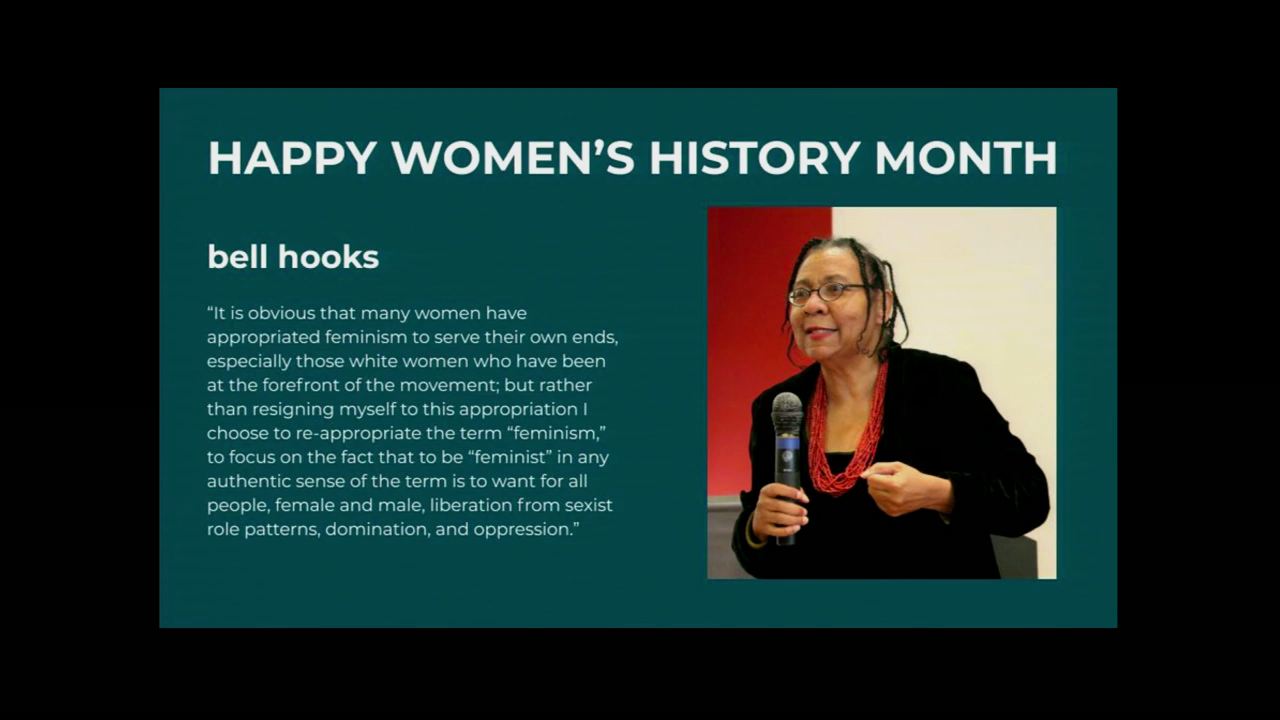 HAPPY WOMEN’S HISTORY MONTH
bell hooks
“It is obvious that many women have
appropriated feminism to serve their own ends,
especially those white women who have been
at the forefront of the movement; but rather
than resigning myself to this appropriation I
choose to re-appropriate the term “feminism,”
to focus on the fact that to be “feminist” in any
authentic sense of the term is to want for all
people, female and male, liberation from sexist
role patterns, domination, and oppression.”